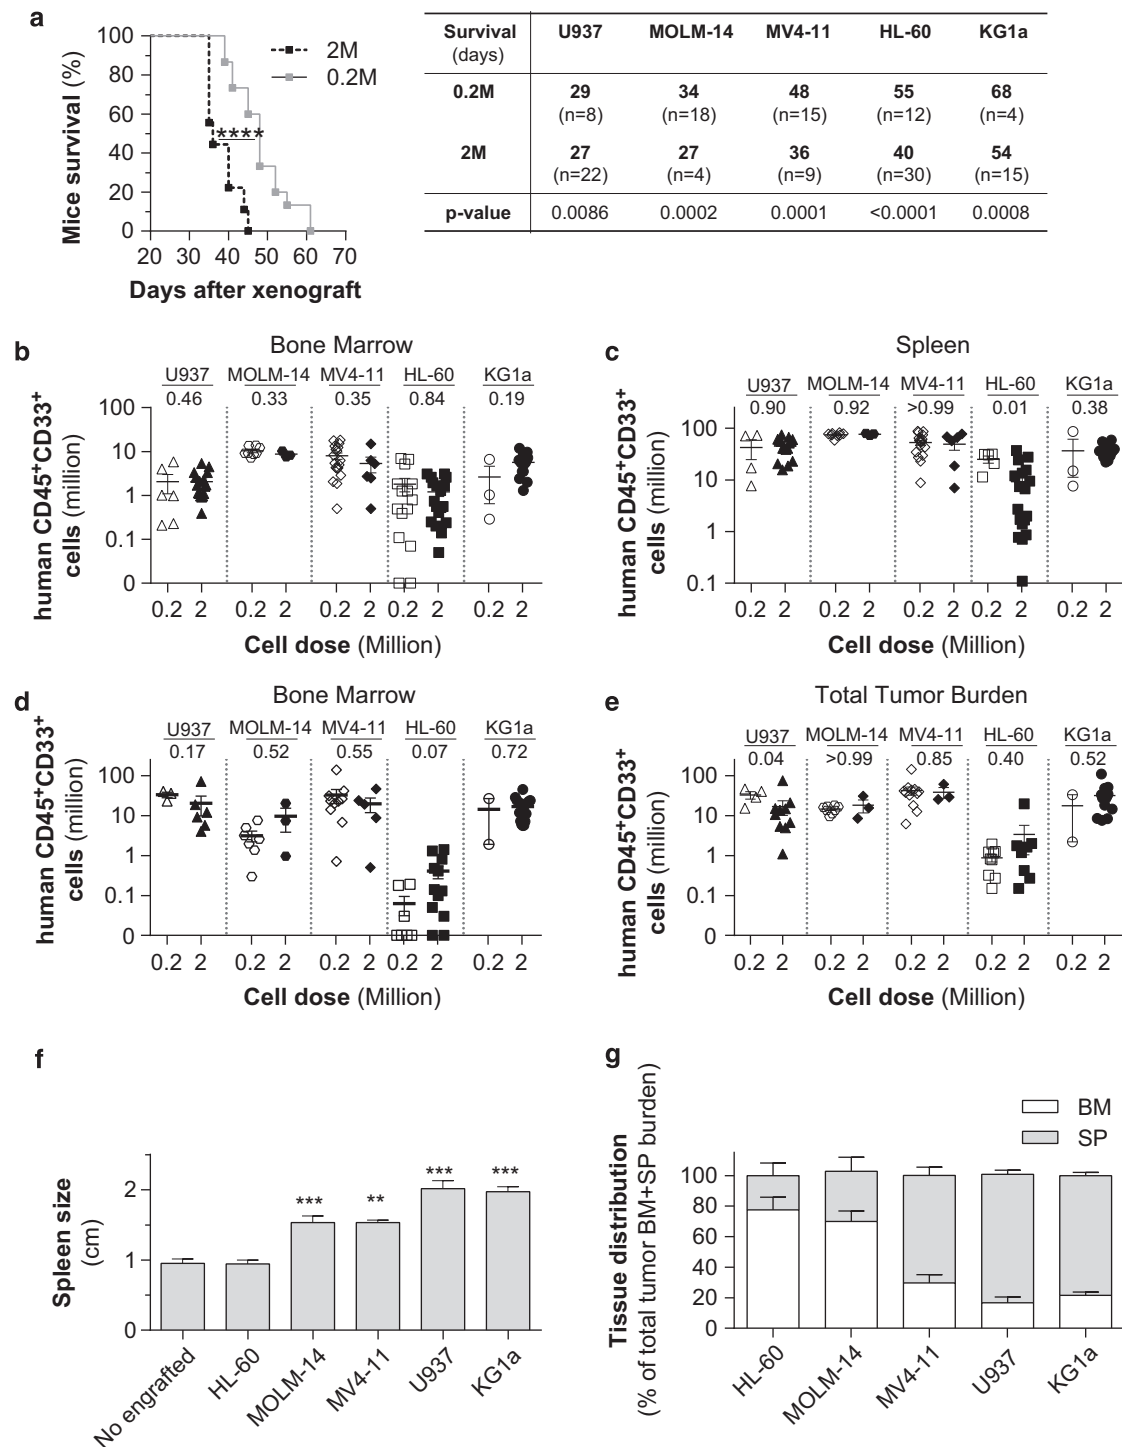 a
Mice survival (%)
100
80
60
40
20
0
2M
0.2M
****
20 30 40 50 60 70
Days after xenograft
Survival (days) U937 MOLM-14 MV4-11 HL-60 KG1a
0.2M 29 34 48 55 68
(n=8) (n=18) (n=15) (n=12) (n=4)
2M 27 27 36 40 54
(n=22) (n=4) (n=9) (n=30) (n=15)
p-value 0.0086 0.0002 0.0001 <0.0001 0.0008
b
Bone Marrow
U937 MOLM-14 MV4-11 HL-60 KG1a
0.46 0.33 0.35 0.84 0.19
human CD45+CD33+
cells (million)
100
10
1
0.1
0
0.2 2 0.2 2 0.2 2 0.2 2 0.2 2
Cell dose (Million)
c
Spleen
U937 MOLM-14 MV4-11 HL-60 KG1a
0.90 0.92 >0.99 0.01 0.38
human CD45+CD33+
cells (million)
100
10
1
0.1
0.2 2 0.2 2 0.2 2 0.2 2 0.2 2
Cell dose (Million)
d
Bone Marrow
U937 MOLM-14 MV4-11 HL-60 KG1a
0.17 0.52 0.55 0.07 0.72
human CD45+CD33+
cells (million)
100
10
1
0.1
0
0.2 2 0.2 2 0.2 2 0.2 2 0.2 2
Cell dose (Million)
e
Total Tumor Burden
U937 MOLM-14 MV4-11 HL-60 KG1a
0.04 >0.99 0.85 0.40 0.52
human CD45+CD33+
cells (million)
100
10
1
0.1
0
0.2 2 0.2 2 0.2 2 0.2 2 0.2 2
Cell dose (Million)
f
Spleen size
(cm)
2
1
0
*** ** *** ***
No engrafted HL-60 MOLM-14 MV4-11 U937 KG1a
g
BM
SP
Tissue distribution
(% of total tumor BM+SP burden)
100
80
60
40
20
0
HL-60 MOLM-14 MV4-11 U937 KG1a